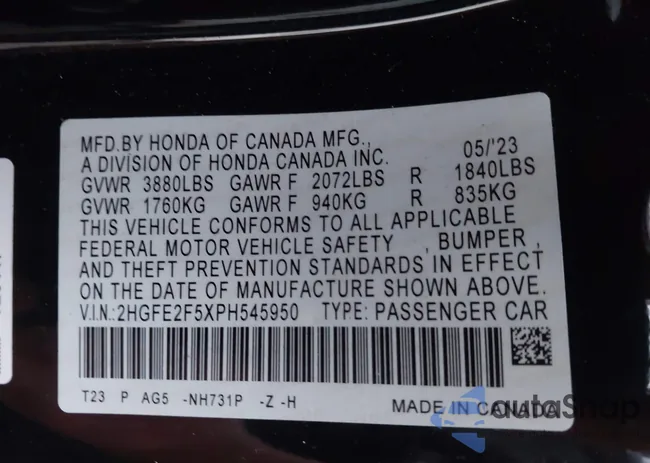 MFD.BY HONDA OF CANADA MFG.,
A DIVISION OF HONDA CANADA INC. 05/'23
GVWR 3880LBS GAWR F 2072LBS R 1840LBS
GVWR 1760KG GAWR F 940KG R 835KG
THIS VEHICLE CONFORMS TO ALL APPLICABLE
FEDERAL MOTOR VEHICLE SAFETY , BUMPER ,
AND THEFT PREVENTION STANDARDS IN EFFECT
ON THE DATE OF MANUFACTURE SHOWN ABOVE.
V.I.N.:2HGFE2F5XPH545950 TYPE: PASSENGER CAR
T23 P AG5 -NH731P -Z -H MADE IN CANADA
autoShop